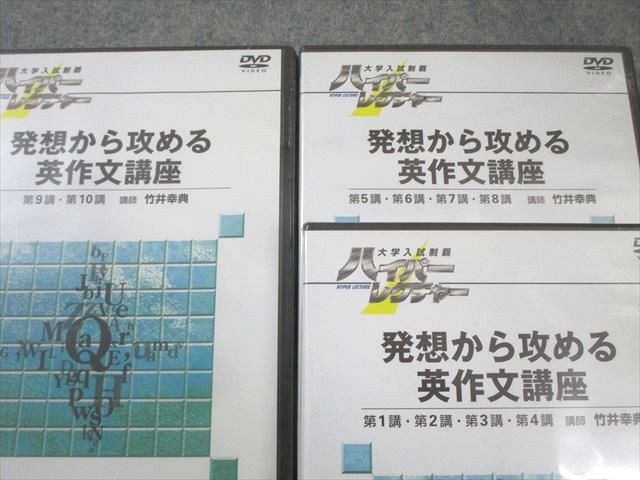 大学入試制覇
ハイパー
HYPER LECTURE
レクチャー
DVD
VIDEO
発想から攻める
英作文講座
第9講・第10講 講師 竹井幸典
大学入試制覇
ハイパー
HYPER LECTURE
レクチャー
DVD
VIDEO
発想から攻める
英作文講座
第5講・第6講・第7講・第8講 講師 竹井幸典
大学入試制覇
ハイパー
HYPER LECTURE
レクチャー
発想から攻める
英作文講座
第1講・第2講・第3講・第4講 講師 竹井幸典